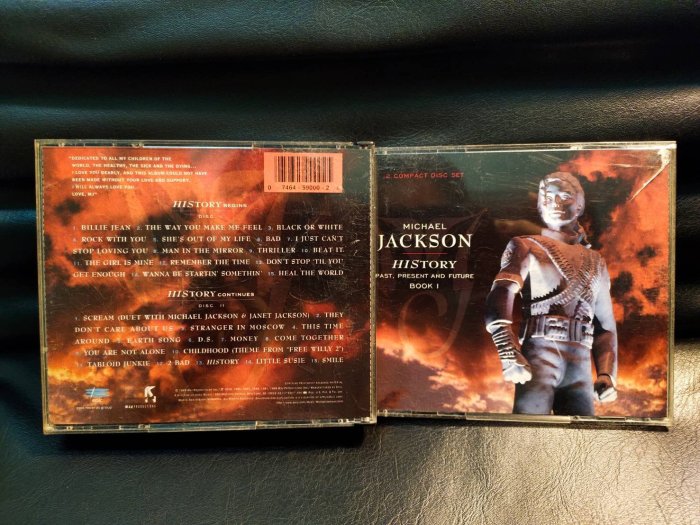 "DEDICATED TO ALL MY CHILDREN OF THE
WORLD, THE HEALTHY, THE SICK AND THE DYING...
I LOVE YOU DEARLY, AND THIS ALBUM COULD NOT HAVE
BEEN MADE WITHOUT YOUR LOVE AND SUPPORT.
I WILL ALWAYS LOVE YOU...
LOVE, MJ"
0 7464 59000 2
HISTORY BEGINS
DISC I
1. BILLIE JEAN 2. THE WAY YOU MAKE ME FEEL 3. BLACK OR WHITE
4. ROCK WITH YOU 5. SHE'S OUT OF MY LIFE 6. BAD 7. I JUST CAN'T
STOP LOVING YOU 8. MAN IN THE MIRROR 9. THRILLER 10. BEAT IT
11. THE GIRL IS MINE 12. REMEMBER THE TIME 13. DON'T STOP 'TIL YOU
GET ENOUGH 14. WANNA BE STARTIN' SOMETHIN' 15. HEAL THE WORLD
HISTORY CONTINUES
DISC II
1. SCREAM (DUET WITH MICHAEL JACKSON & JANET JACKSON) 2. THEY
DON'T CARE ABOUT US 3. STRANGER IN MOSCOW 4. THIS TIME
AROUND 5. EARTH SONG 6. D.S. 7. MONEY 8. COME TOGETHER
9. YOU ARE NOT ALONE 10. CHILDHOOD (THEME FROM "FREE WILLY 2")
11. TABLOID JUNKIE 12. 2 BAD 13. HISTORY 14. LITTLE SUSIE 15. SMILE
2 COMPACT DISC SET
MICHAEL
JACKSON
HISTORY
PAST, PRESENT AND FUTURE
BOOK I